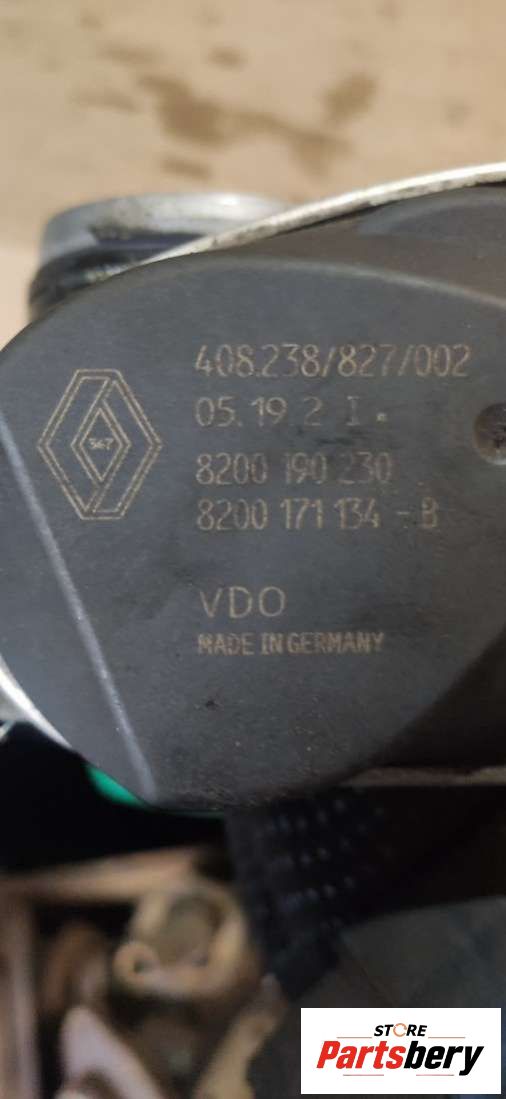 408.238/827/002
05.19.2 I.
8200 190 230
8200 171 134 - B
VDO
MADE IN GERMANY
STORE
Partsbery